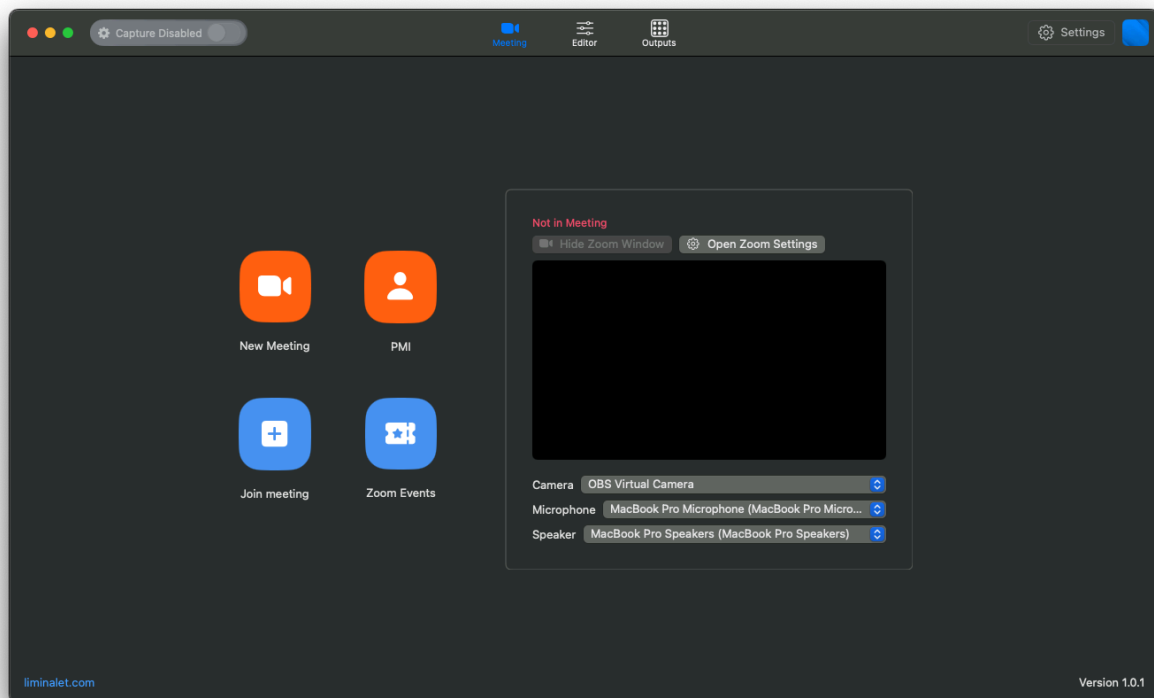 Capture Disabled
Meeting
Editor
Outputs
Settings
Not in Meeting
Hide Zoom Window
Open Zoom Settings
New Meeting
PMI
Join meeting
Zoom Events
Camera OBS Virtual Camera
Microphone MacBook Pro Microphone (MacBook Pro Micro...
Speaker MacBook Pro Speakers (MacBook Pro Speakers)
liminalet.com
Version 1.0.1